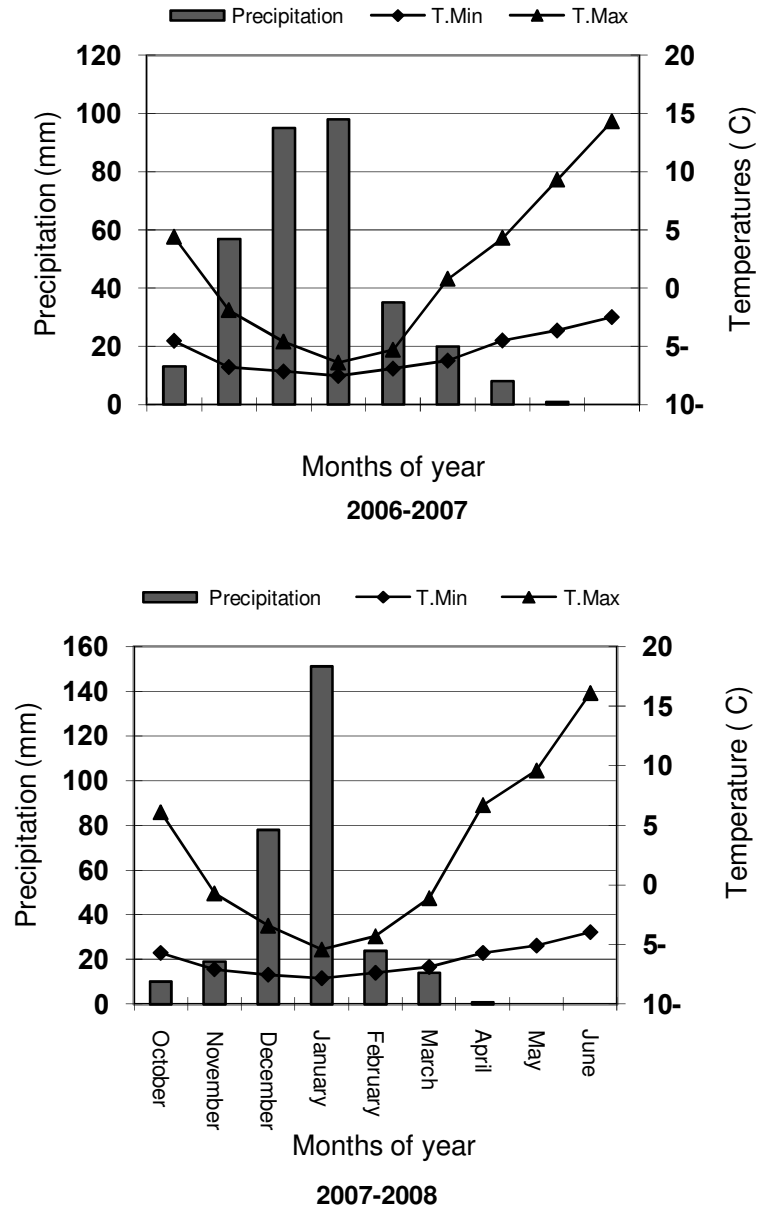 Precipitation T.Min T.Max
Precipitation (mm)
120
100
80
60
40
20
0
20
15
10
5
0
5-
10-
Temperatures ( C)
Months of year
2006-2007
Precipitation T.Min T.Max
Precipitation (mm)
160
140
120
100
80
60
40
20
0
20
15
10
5
0
5-
10-
Temperature ( C)
October
November
December
January
February
March
April
May
June
Months of year
2007-2008